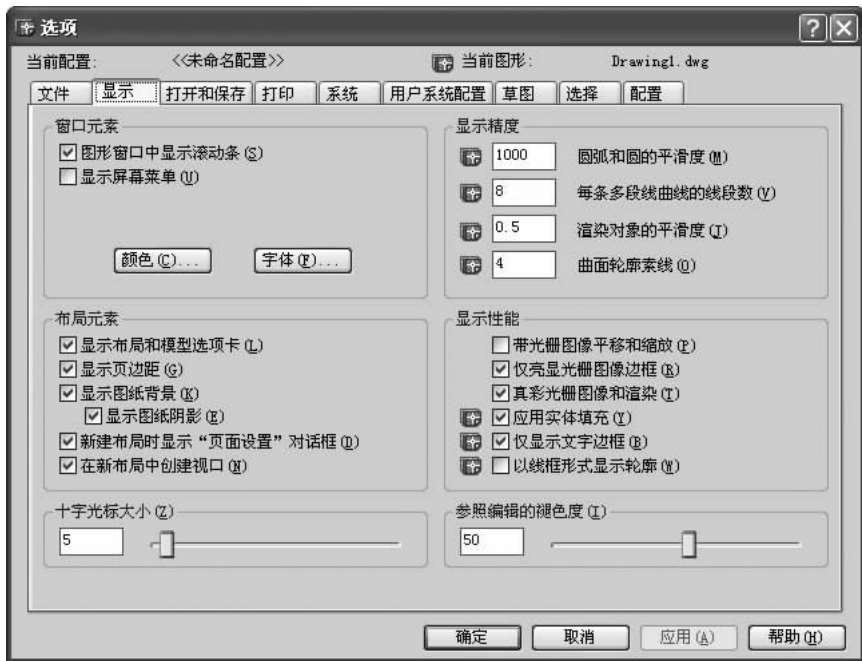 选项
当前配置: <<未命名配置>> 当前图形: Drawing1.dwg
文件 显示 打开和保存 打印 系统 用户系统配置 草图 选择 配置
窗口元素
图形窗口中显示滚动条(S)
显示屏幕菜单(U)
颜色(C)... 字体(F)...
显示精度
1000 圆弧和圆的平滑度(M)
8 每条多段线曲线的线段数(V)
0.5 渲染对象的平滑度(J)
4 曲面轮廓素线(O)
布局元素
显示布局和模型选项卡(L)
显示页边距(G)
显示图纸背景(K)
显示图纸阴影(E)
新建布局时显示“页面设置”对话框(D)
在新布局中创建视口(N)
显示性能
带光栅图像平移和缩放(P)
仅亮显光栅图像边框(R)
真彩光栅图像和渲染(T)
应用实体填充(Y)
仅显示文字边框(B)
以线框形式显示轮廓(W)
十字光标大小(Z)
5
参照编辑的褪色度(I)
50
确定 取消 应用(A) 帮助(H)